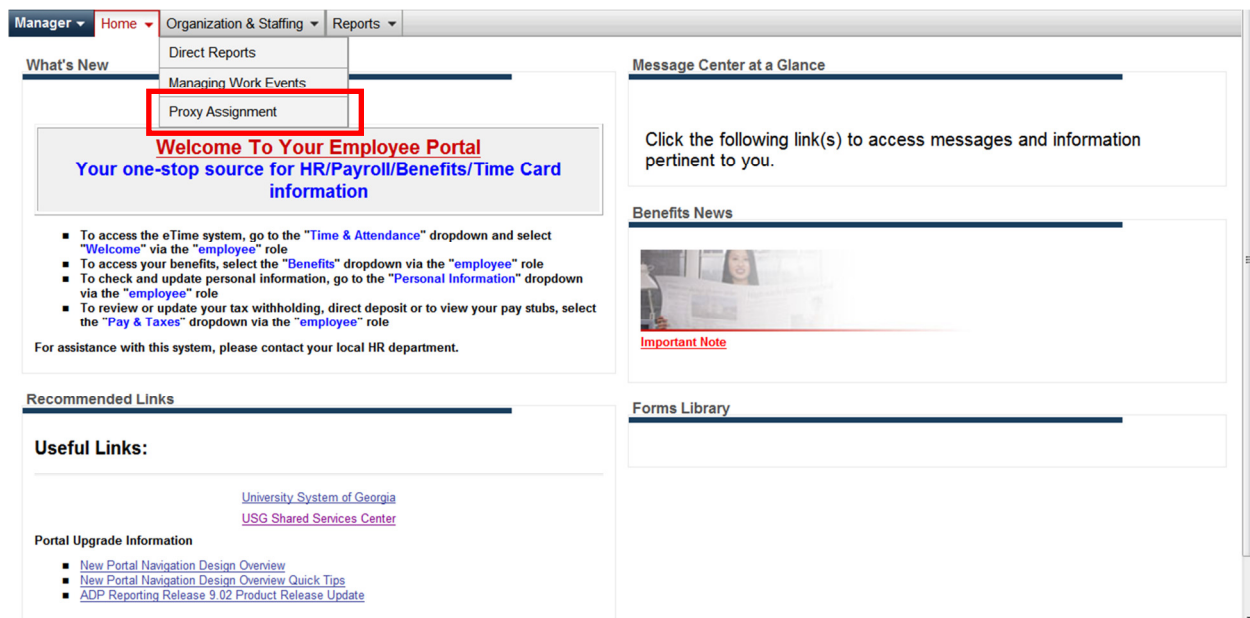 Manager Home Organization & Staffing Reports
Direct Reports
Managing Work Events
Proxy Assignment
What's New
Welcome To Your Employee Portal
Your one-stop source for HR/Payroll/Benefits/Time Card
information
To access the eTime system, go to the "Time & Attendance" dropdown and select
"Welcome" via the "employee" role
To access your benefits, select the "Benefits" dropdown via the "employee" role
To check and update personal information, go to the "Personal Information" dropdown
via the "employee" role
To review or update your tax withholding, direct deposit or to view your pay stubs, select
the "Pay & Taxes" dropdown via the "employee" role
For assistance with this system, please contact your local HR department.
Recommended Links
Useful Links:
University System of Georgia
USG Shared Services Center
Portal Upgrade Information
New Portal Navigation Design Overview
New Portal Navigation Design Overview Quick Tips
ADP Reporting Release 9.02 Product Release Update
Message Center at a Glance
Click the following link(s) to access messages and information
pertinent to you.
Benefits News
Important Note
Forms Library